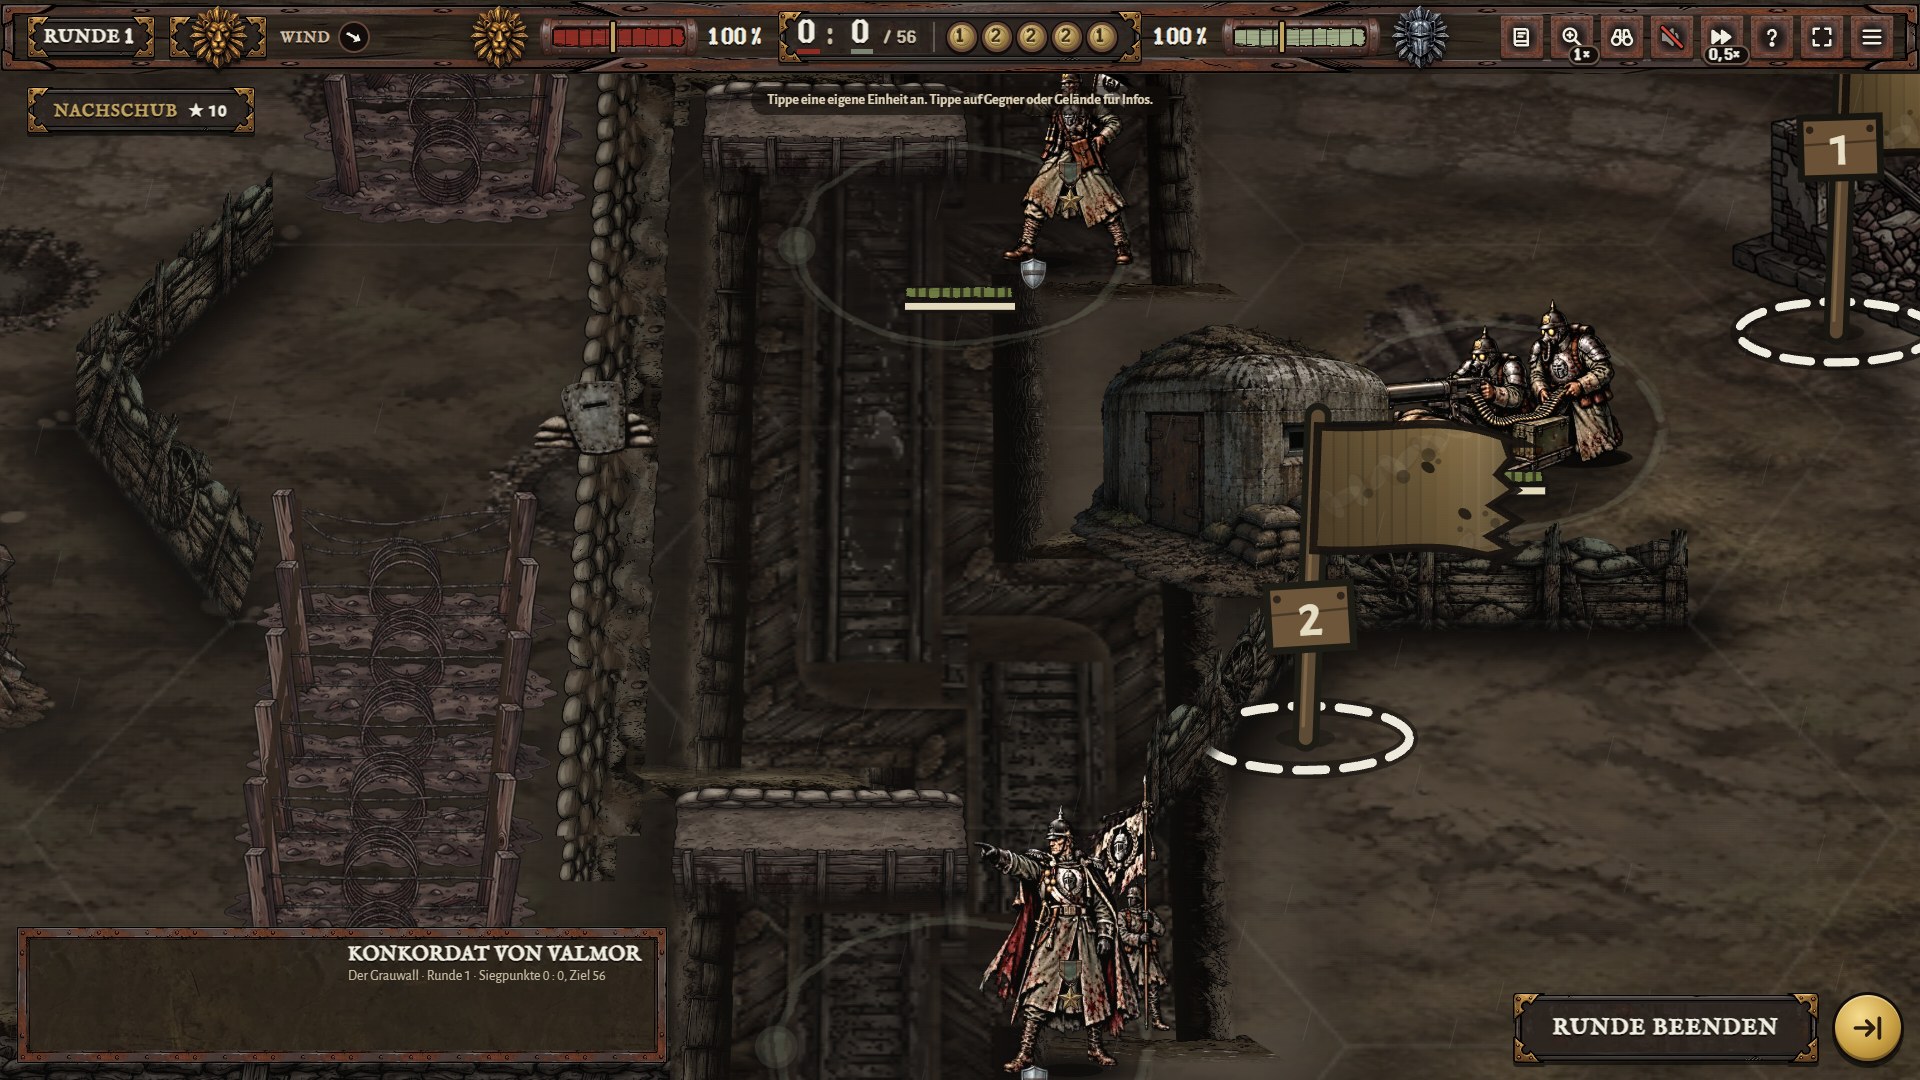 RUNDE 1
WIND
100%
0 : 0 / 56
1 2 2 2 1
100%
1×
0,5×
?
NACHSCHUB ★ 10
Tippe eine eigene Einheit an. Tippe auf Gegner oder Gelände für Infos.
1
2
KONKORDAT VON VALMOR
Der Grauwall · Runde 1 · Siegpunkte 0 : 0, Ziel 56
RUNDE BEENDEN